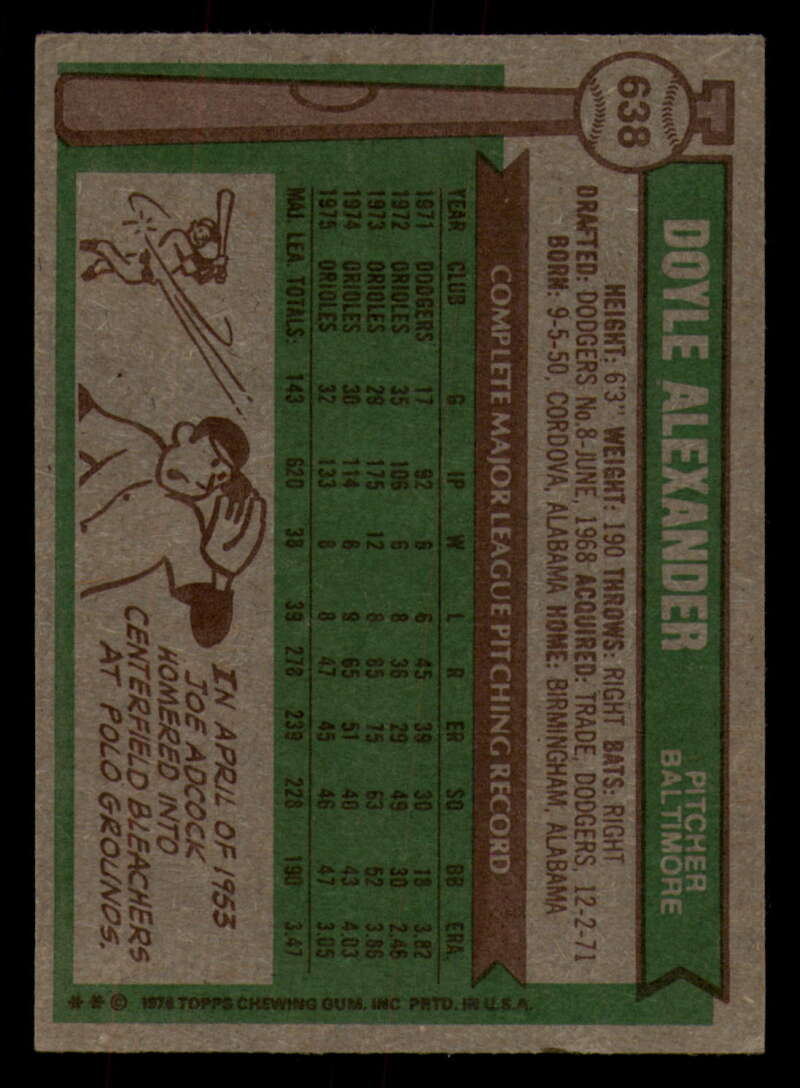 638
DOYLE ALEXANDER
PITCHER
BALTIMORE
HEIGHT: 6'3" WEIGHT: 190 THROWS: RIGHT BATS: RIGHT
DRAFTED: DODGERS No.8-JUNE, 1968 ACQUIRED: TRADE, DODGERS, 12-2-71
BORM: 9-5-50, CORDOVA, ALABAMA HOME: BIRMINGHAM, ALABAMA
COMPLETE MAJOR LEAGUE PITCHING RECORD
YEAR CLUB G IP W L R ER SO BB ERA.
1971 DODGERS 17 92 6 6 45 39 30 18 3.82
1972 ORIOLES 35 106 6 8 36 29 49 30 2.46
1973 ORIOLES 29 175 12 8 85 75 63 52 3.86
1974 ORIOLES 30 114 6 9 65 51 40 43 4.03
1975 ORIOLES 32 133 8 8 47 45 46 47 3.05
MAJ. LEA. TOTALS: 143 620 38 39 278 239 228 190 3.47
IN APRIL OF 1953
JOE ADCOCK
HOMERED INTO
CENTERFIELD BLEACHERS
AT POLO GROUNDS.
* * © 1976 TOPPS CHEWING GUM, INC. PRTD. IN U.S.A.